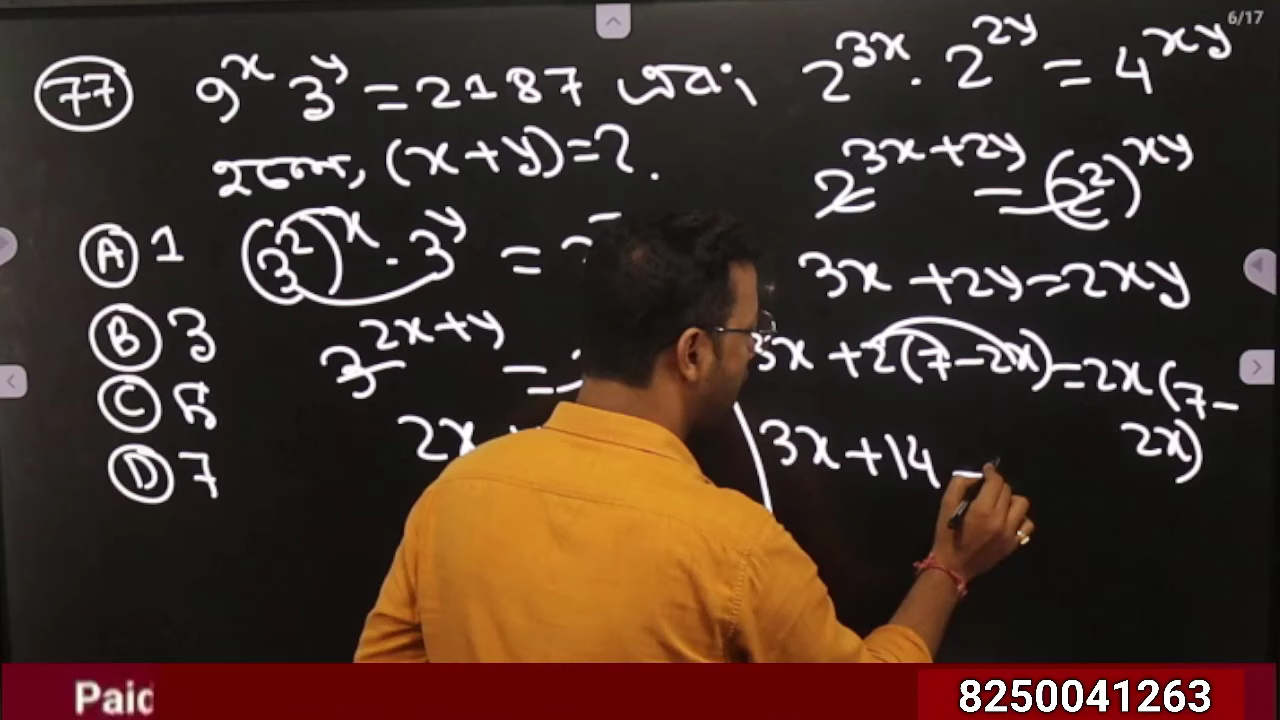 6/17
77 9^x 3^y = 2187 এবং, 2^{3x} . 2^{2y} = 4^{xy}
হলে, (x+y)=?.
2^{3x+2y} = (2^2)^{xy}
A 1
(3^2)^x . 3^y =
3x + 2y = 2xy
B 3
3^{2x+y} =
3x + 2(7-2x) = 2x(7-
2x)
C 5
2x
3x + 14 -
D 7
Paid
8250041263